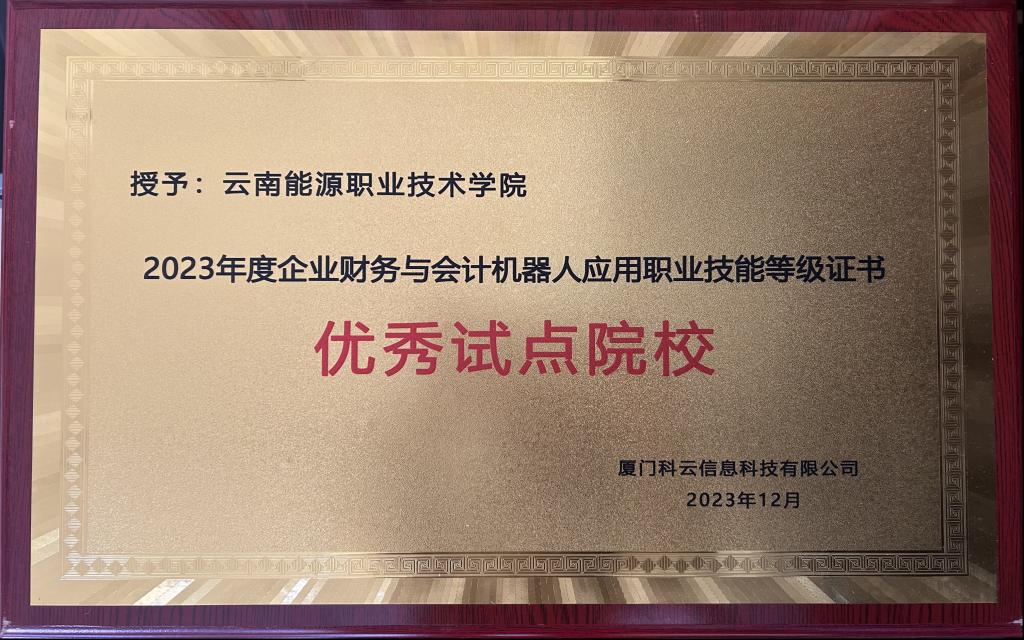 授予：云南能源职业技术学院
2023年度企业财务与会计机器人应用职业技能等级证书
优秀试点院校
厦门科云信息科技有限公司
2023年12月